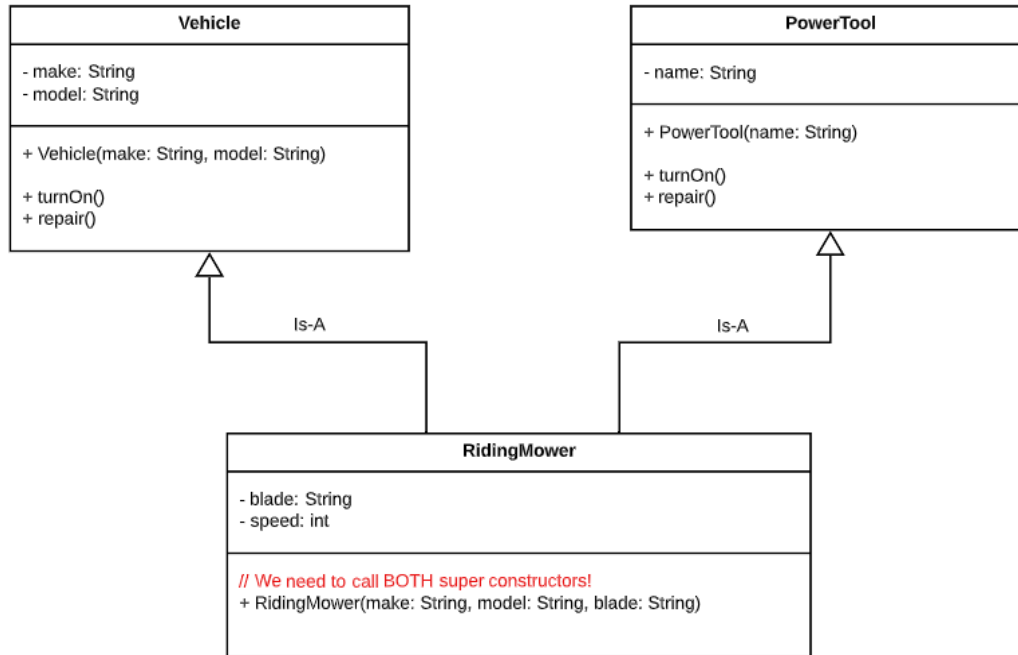 Vehicle
- make: String
- model: String
+ Vehicle(make: String, model: String)
+ turnOn()
+ repair()
PowerTool
- name: String
+ PowerTool(name: String)
+ turnOn()
+ repair()
Is-A
Is-A
RidingMower
- blade: String
- speed: int
// We need to call BOTH super constructors!
+ RidingMower(make: String, model: String, blade: String)